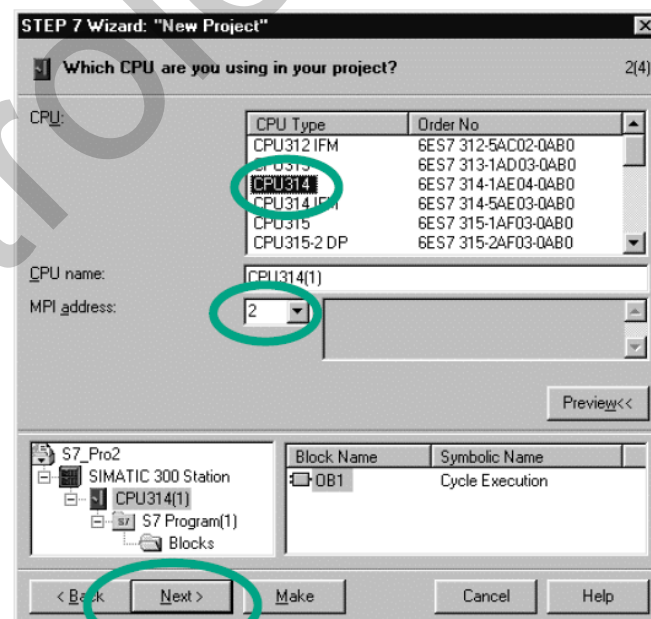 STEP 7 Wizard: "New Project"
Which CPU are you using in your project? 2(4)
CPU:
CPU Type Order No
CPU312 IFM 6ES7 312-5AC02-0AB0
CPU313 6ES7 313-1AD03-0AB0
CPU314 6ES7 314-1AE04-0AB0
CPU314 IFM 6ES7 314-5AE03-0AB0
CPU315 6ES7 315-1AF03-0AB0
CPU315-2 DP 6ES7 315-2AF03-0AB0
CPU name: CPU314(1)
MPI address: 2
Preview<<
S7_Pro2
Block Name Symbolic Name
SIMATIC 300 Station
OB1 Cycle Execution
CPU314(1)
S7 Program(1)
Blocks
< Back Next > Make Cancel Help